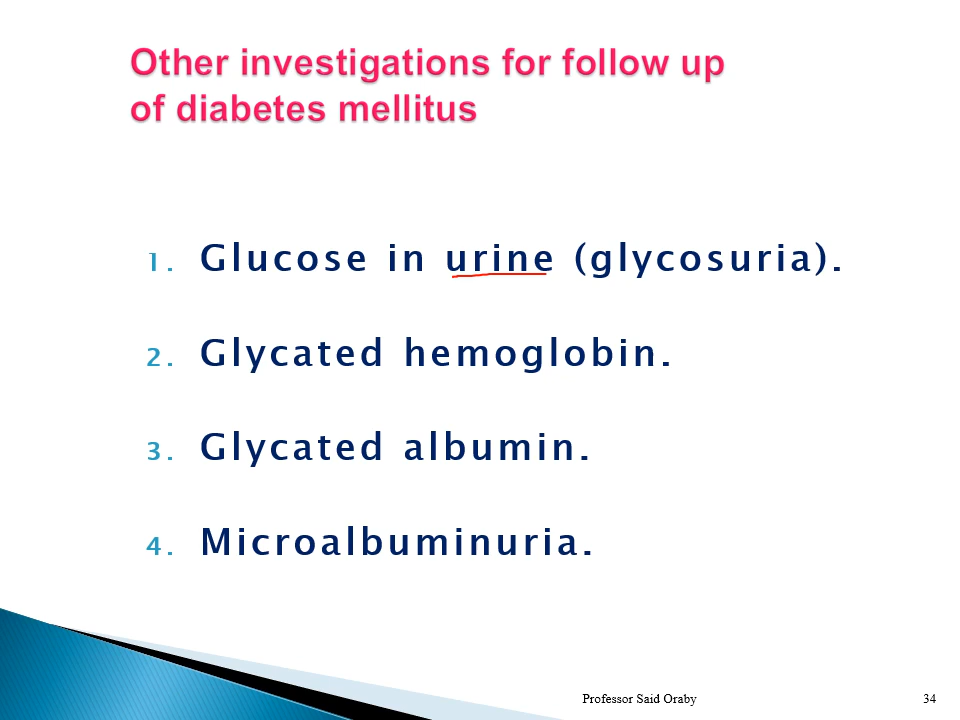 Other investigations for follow up
of diabetes mellitus
1. Glucose in urine (glycosuria).
2. Glycated hemoglobin.
3. Glycated albumin.
4. Microalbuminuria.
Professor Said Oraby 34